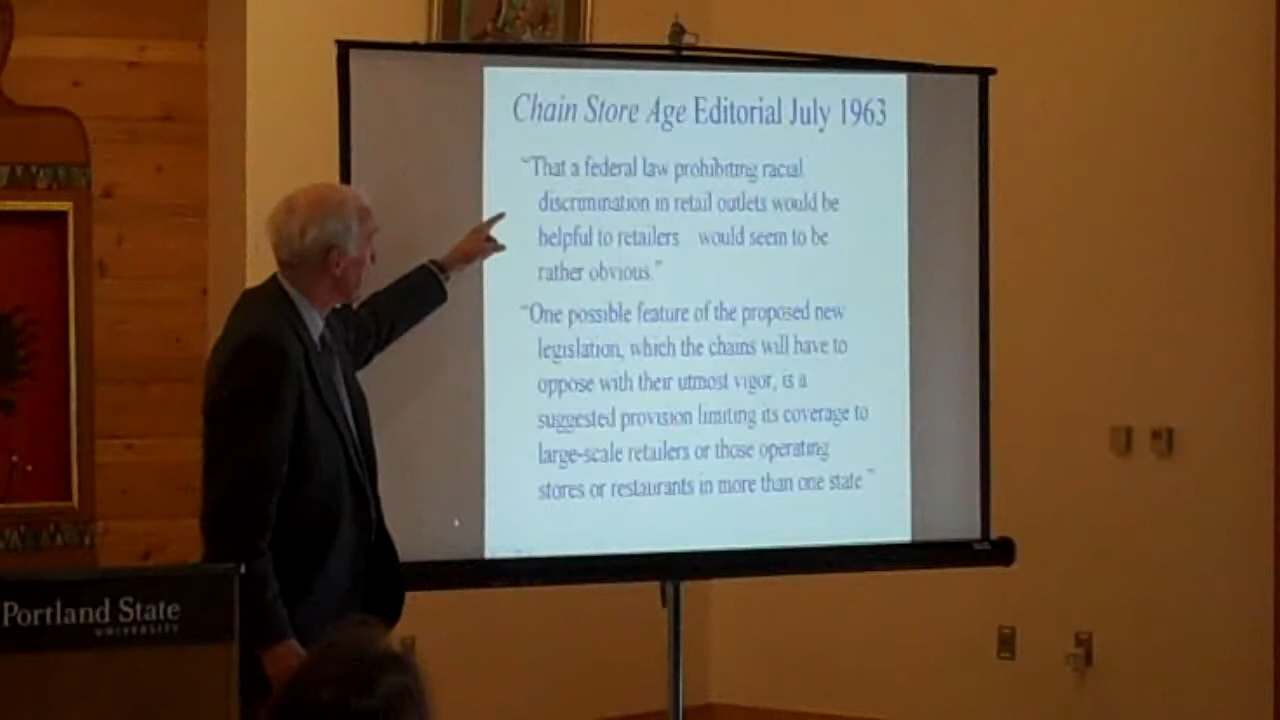 Chain Store Age Editorial July 1963
“That a federal law prohibiting racial
discrimination in retail outlets would be
helpful to retailers would seem to be
rather obvious.”
“One possible feature of the proposed new
legislation, which the chains will have to
oppose with their utmost vigor, is a
suggested provision limiting its coverage to
large-scale retailers or those operating
stores or restaurants in more than one state”
Portland State
UNIVERSITY